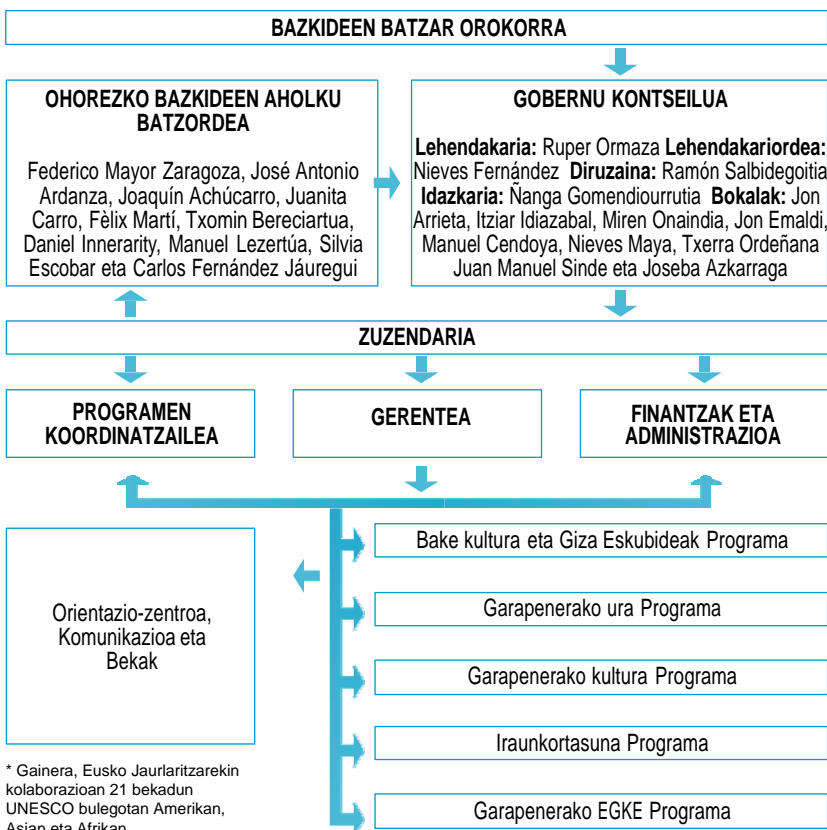 BAZKIDEEN BATZAR OROKORRA
OHOREZKO BAZKIDEEN AHOLKU
BATZORDEA
Federico Mayor Zaragoza, José Antonio
Ardanza, Joaquín Achúcarro, Juanita
Carro, Fèlix Martí, Txomin Bereciartua,
Daniel Innerarity, Manuel Lezertúa, Silvia
Escobar eta Carlos Fernández Jáuregui
GOBERNU KONTSEILUA
Lehendakaria: Ruper Ormaza Lehendakariordea:
Nieves Fernández Diruzaina: Ramón Salbidegoitia
Idazkaria: Ñanga Gomendiourrutia Bokalak: Jon
Arrieta, Itziar Idiazabal, Miren Onaindia, Jon Emaldi,
Manuel Cendoya, Nieves Maya, Txerra Ordeñana
Juan Manuel Sinde eta Joseba Azkarraga
ZUZENDARIA
PROGRAMEN
KOORDINATZAILEA
GERENTEA
FINANTZAK ETA
ADMINISTRAZIOA
Orientazio-zentroa,
Komunikazioa eta
Bekak
Bake kultura eta Giza Eskubideak Programa
Garapenerako ura Programa
Garapenerako kultura Programa
Iraunkortasuna Programa
Garapenerako EGKE Programa
* Gainera, Eusko Jaurlaritzarekin
kolaborazioan 21 bekadun
UNESCO bulegotan Amerikan,
Asian eta Afrikan